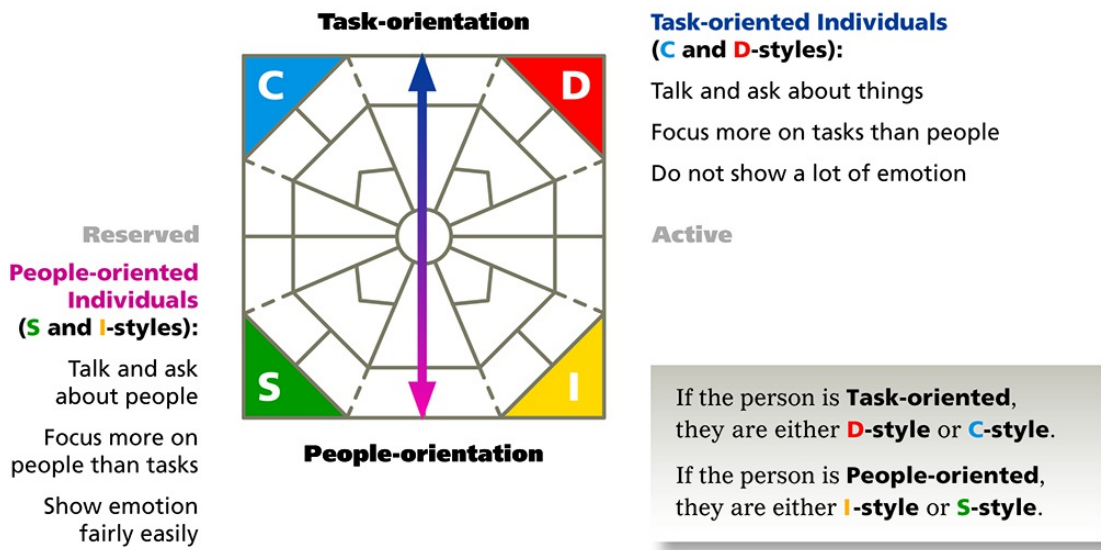 Task-orientation
C
D
S
I
People-orientation
Reserved
People-oriented
Individuals
(S and I-styles):
Talk and ask
about people
Focus more on
people than tasks
Show emotion
fairly easily
Task-oriented Individuals
(C and D-styles):
Talk and ask about things
Focus more on tasks than people
Do not show a lot of emotion
Active
If the person is Task-oriented,
they are either D-style or C-style.
If the person is People-oriented,
they are either I-style or S-style.